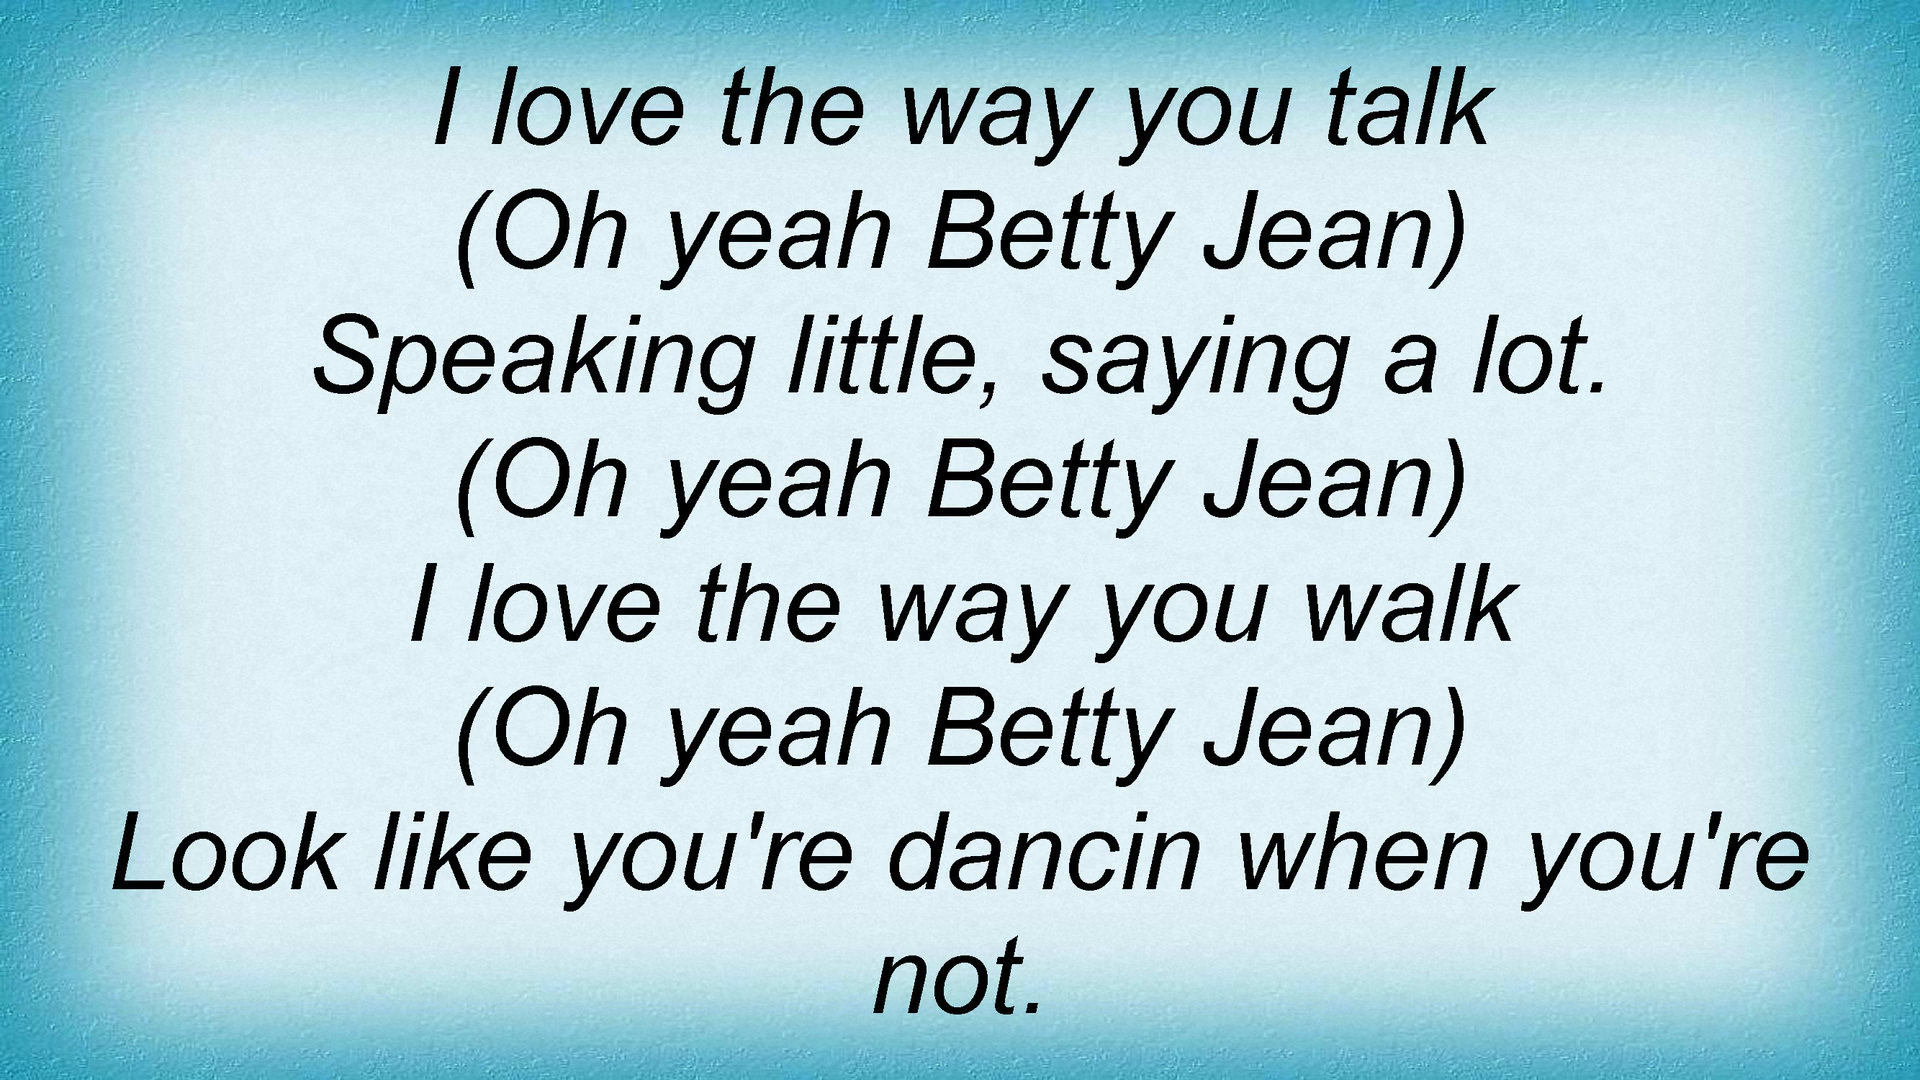 I love the way you talk
(Oh yeah Betty Jean)
Speaking little, saying a lot.
(Oh yeah Betty Jean)
I love the way you walk
(Oh yeah Betty Jean)
Look like you're dancin when you're
not.